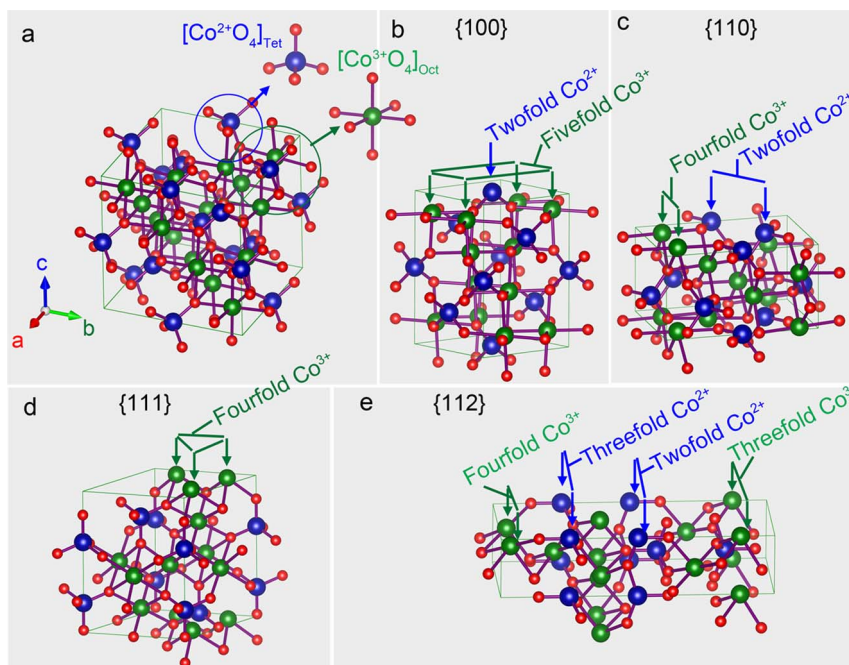 a
[Co2+O4]Tet
[Co3+O4]Oct
c
a
b
b
{100}
Twofold Co2+
Fivefold Co3+
c
{110}
Fourfold Co3+
Twofold Co2+
d
{111}
Fourfold Co3+
e
{112}
Fourfold Co3+
Threefold Co2+
Twofold Co2+
Threefold Co3+